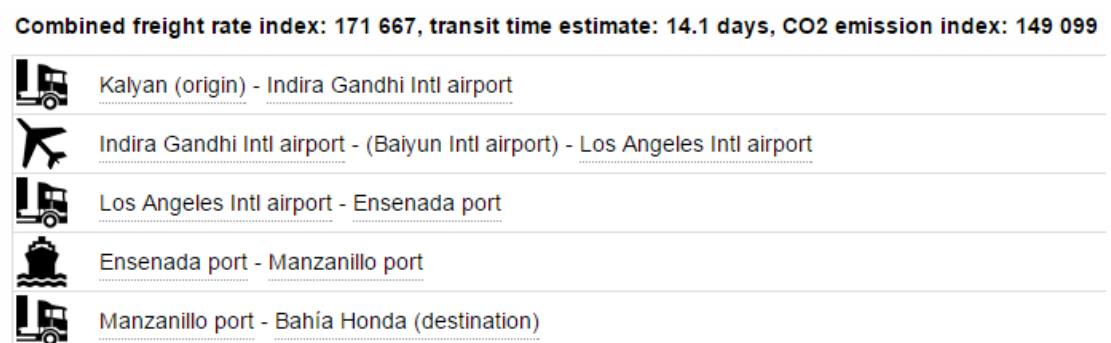 Combined freight rate index: 171 667, transit time estimate: 14.1 days, CO2 emission index: 149 099
Kalyan (origin) - Indira Gandhi Intl airport
Indira Gandhi Intl airport - (Baiyun Intl airport) - Los Angeles Intl airport
Los Angeles Intl airport - Ensenada port
Ensenada port - Manzanillo port
Manzanillo port - Bahía Honda (destination)